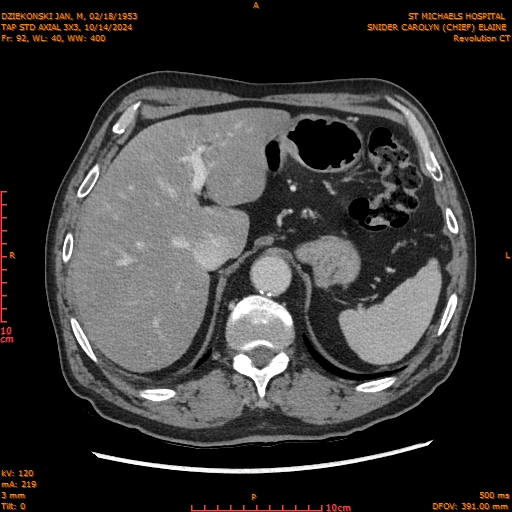 A
DZIEKONSKI JAN, M, 02/18/1953
TAP STD AXIAL 3X3, 10/14/2024
Fr: 92, WL: 40, WW: 400
ST MICHAELS HOSPITAL
SNIDER CAROLYN (CHIEF) ELAINE
Revolution CT
R
L
10
cm
kV: 120
mA: 219
3 mm
Tilt: 0
P
10cm
500 ms
DFOV: 391.00 mm